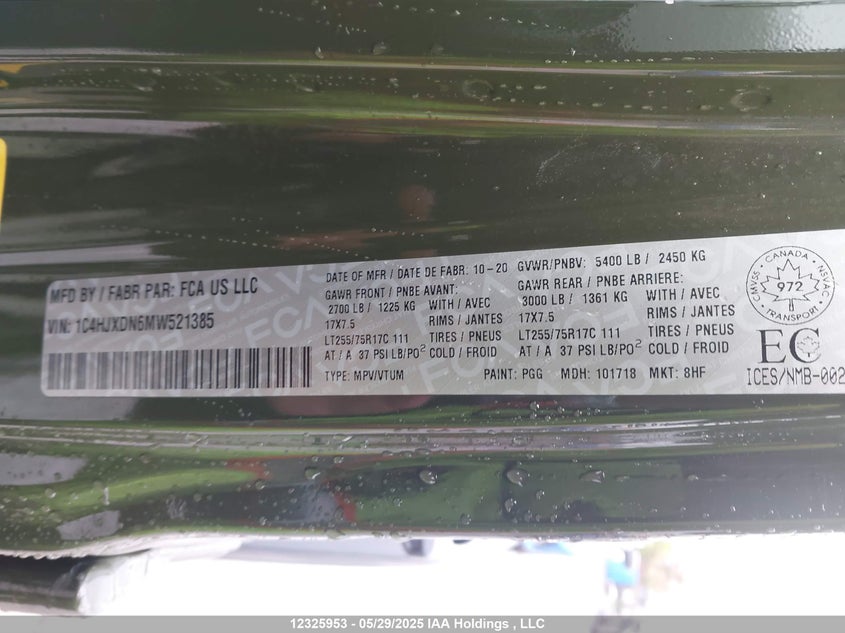 MFD BY / FABR PAR: FCA US LLC
VIN: 1C4HJXDN6MW521385
DATE OF MFR / DATE DE FABR: 10-20
GAWR FRONT / PNBE AVANT:
2700 LB / 1225 KG WITH / AVEC
17X7.5 RIMS / JANTES
LT255/75R17C 111 TIRES / PNEUS
AT / A 37 PSI LB/PO² COLD / FROID
TYPE: MPV/VTUM
GVWR/PNBV: 5400 LB / 2450 KG
GAWR REAR / PNBE ARRIERE:
3000 LB / 1361 KG WITH / AVEC
17X7.5 RIMS / JANTES
LT255/75R17C 111 TIRES / PNEUS
AT / A 37 PSI LB/PO² COLD / FROID
PAINT: PGG MDH: 101718 MKT: 8HF
CMVSS · CANADA · NSVAC
972
TRANSPORT
EC
ICES/NMB-002
12325953 - 05/29/2025 IAA Holdings , LLC